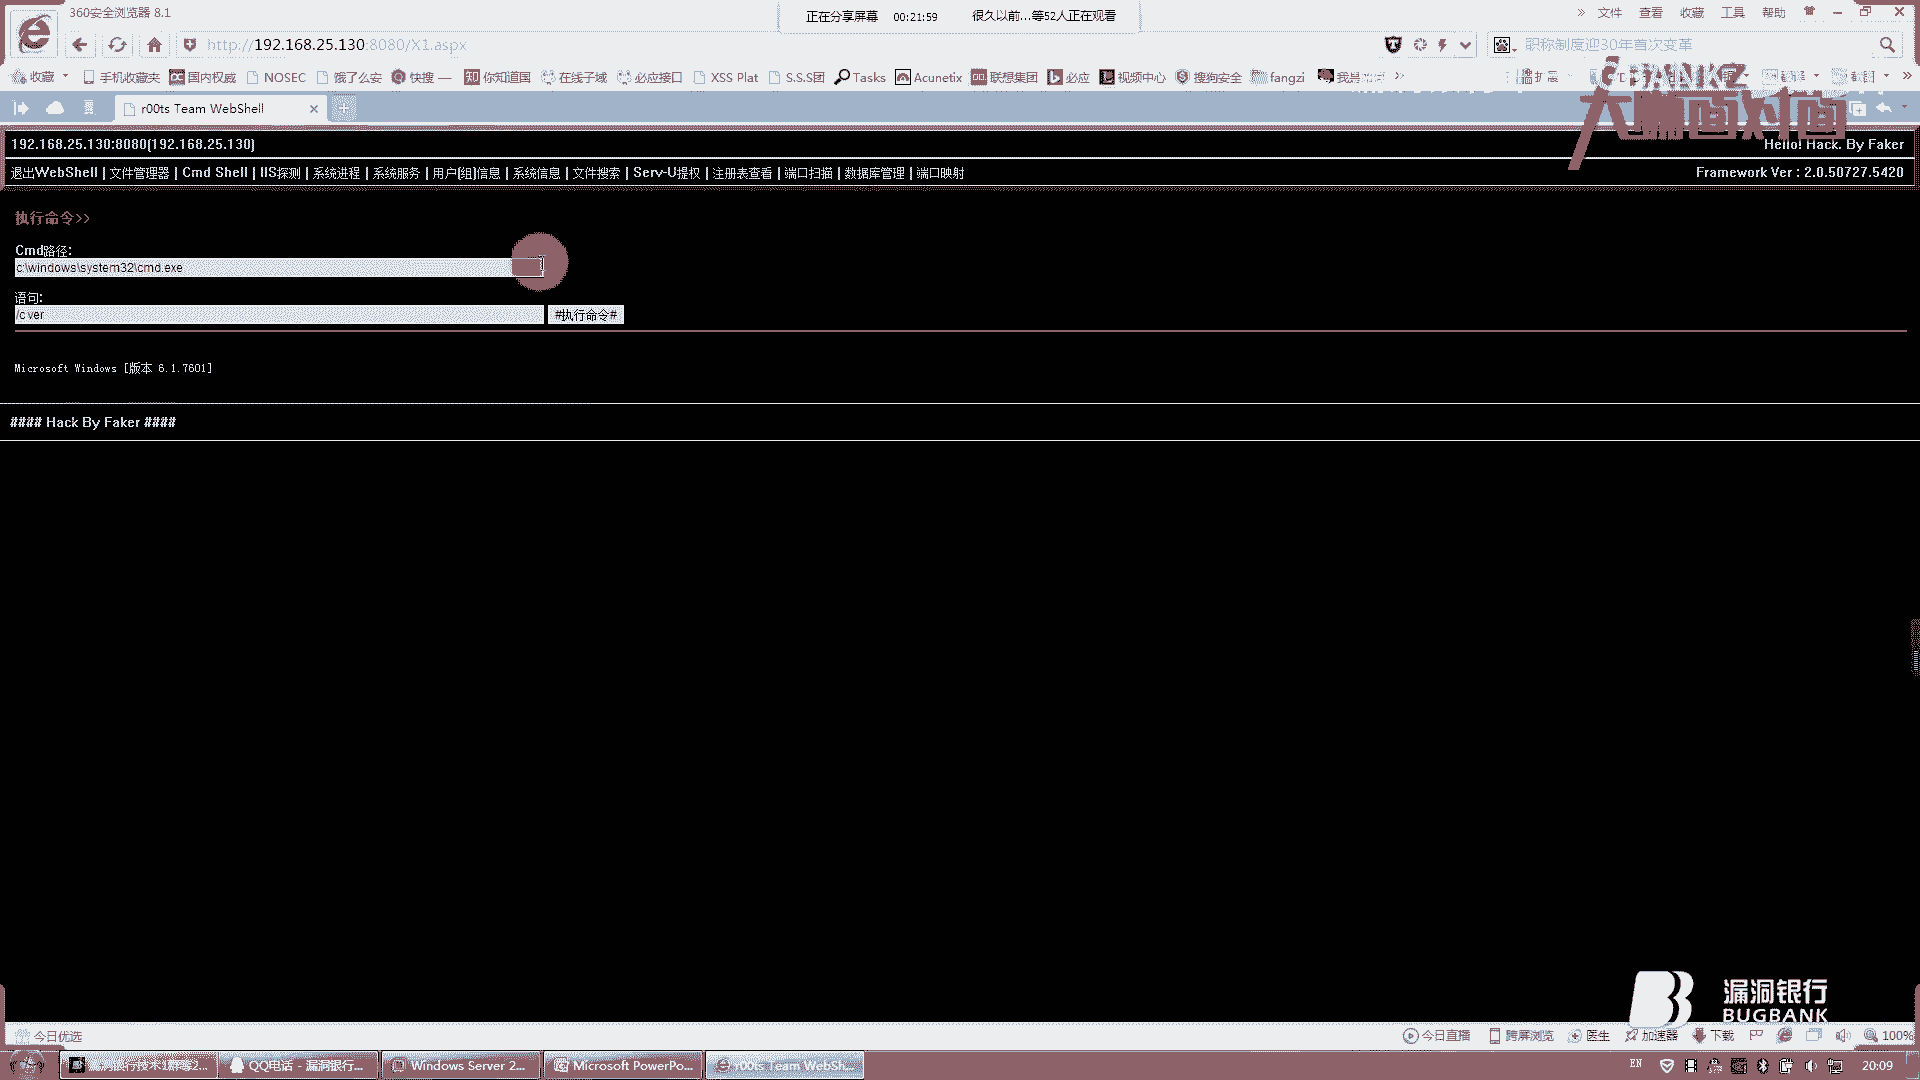 360安全浏览器 8.1
正在分享屏幕 00:21:59 很久以前...等52人正在观看
文件 查看 收藏 工具 帮助
http://192.168.25.130:8080/X1.aspx
职称制度迎30年首次变革
收藏 手机收藏夹 国内权威 NOSEC 饿了么安 快搜 — 你知道国 在线子域 必应接口 XSS Plat S.S.S团 Tasks Acunetix 联想集团 必应 视频中心 搜狗安全 fangzi 扩展
r00ts Team WebShell
大咖面对面
192.168.25.130:8080(192.168.25.130)
Hello! Hack. By Faker
退出WebShell | 文件管理器 | Cmd Shell | IIS探测 | 系统进程 | 系统服务 | 用户(组)信息 | 系统信息 | 文件搜索 | Serv-U提权 | 注册表查看 | 端口扫描 | 数据库管理 | 端口映射
Framework Ver : 2.0.50727.5420
执行命令>>
Cmd路径:
c:\windows\system32\cmd.exe
语句:
/c ver
#执行命令#
Microsoft Windows [版本 6.1.7601]
#### Hack By Faker ####
漏洞银行
BUGBANK
今日优选
今日直播 跨屏浏览 医生 加速器 下载 100%
QQ电话 - 漏洞银行... Windows Server 2... Microsoft PowerPo... r00ts Team WebSh...
EN
20:09